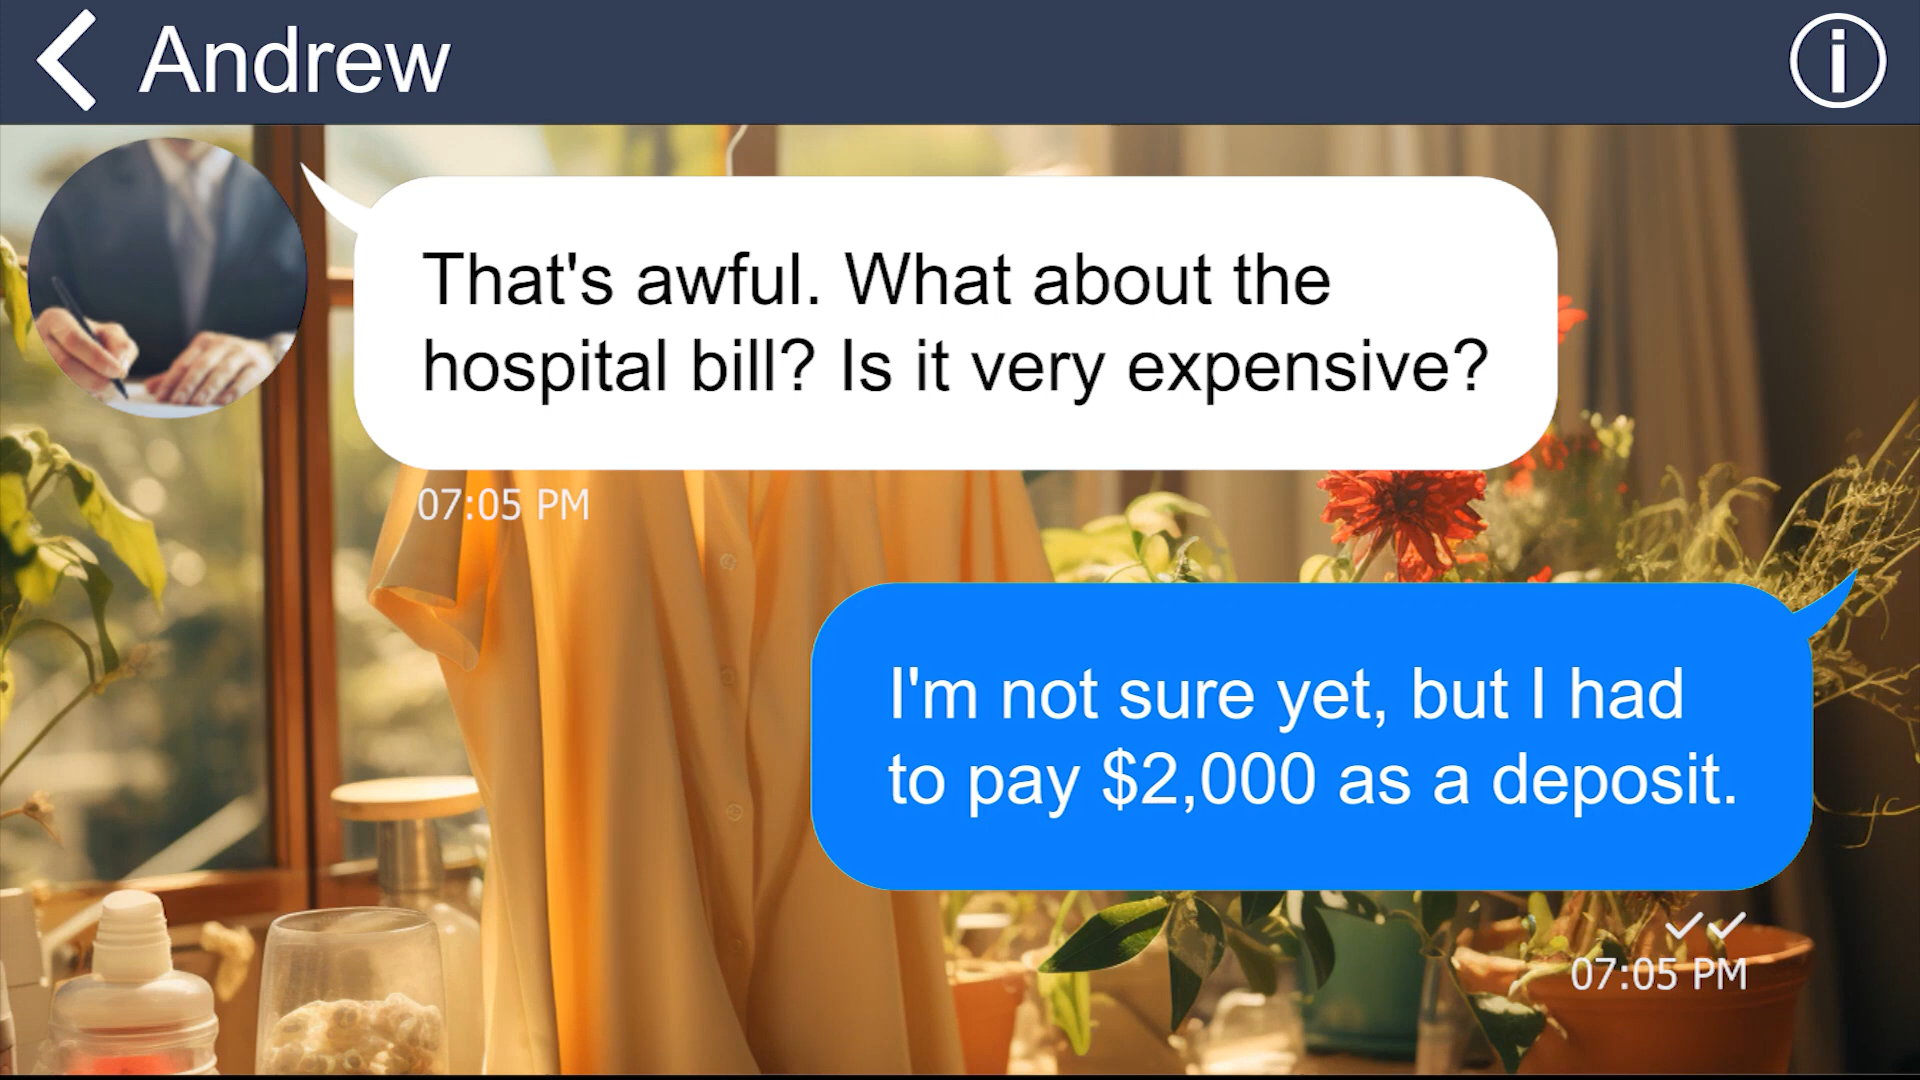 Andrew
That's awful. What about the
hospital bill? Is it very expensive?
07:05 PM
I'm not sure yet, but I had
to pay $2,000 as a deposit.
07:05 PM